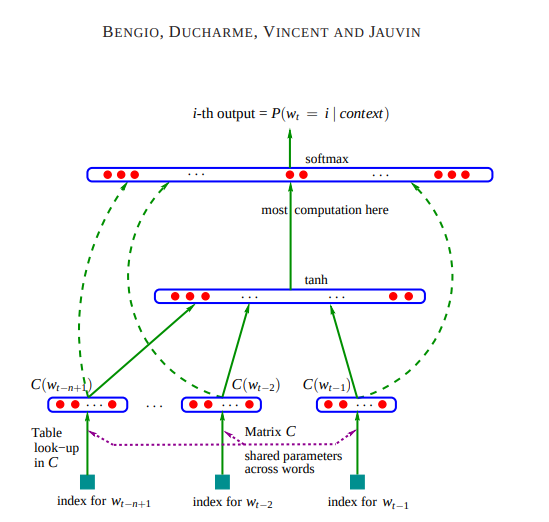 BENGIO, DUCHARME, VINCENT AND JAUVIN
i-th output = P(w_t = i | context)
softmax
. . . . . .
most computation here
tanh
. . . . . .
C(w_{t−n+1}) C(w_{t−2}) C(w_{t−1})
. . . . . . . . . . . .
Table
look−up
in C
Matrix C
shared parameters
across words
index for w_{t−n+1} index for w_{t−2} index for w_{t−1}